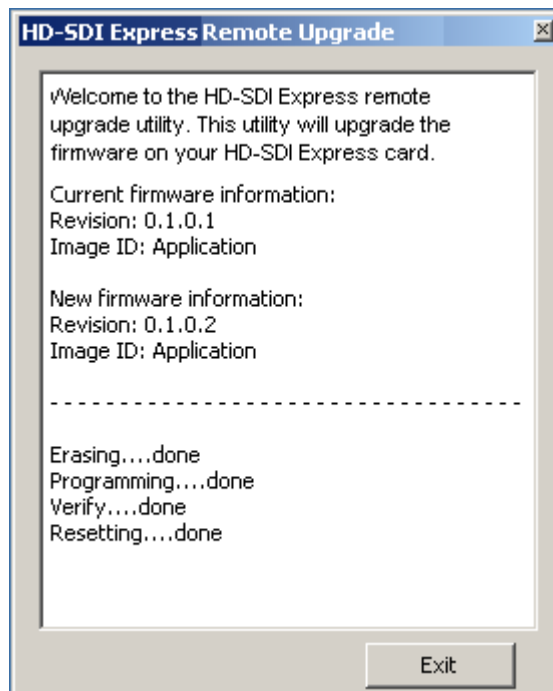 HD-SDI Express Remote Upgrade
Welcome to the HD-SDI Express remote
upgrade utility. This utility will upgrade the
firmware on your HD-SDI Express card.
Current firmware information:
Revision: 0.1.0.1
Image ID: Application
New firmware information:
Revision: 0.1.0.2
Image ID: Application
- - - - - - - - - - - - - - - - - - - - - - - - - - - - - - - - - - -
Erasing....done
Programming....done
Verify....done
Resetting....done
Exit